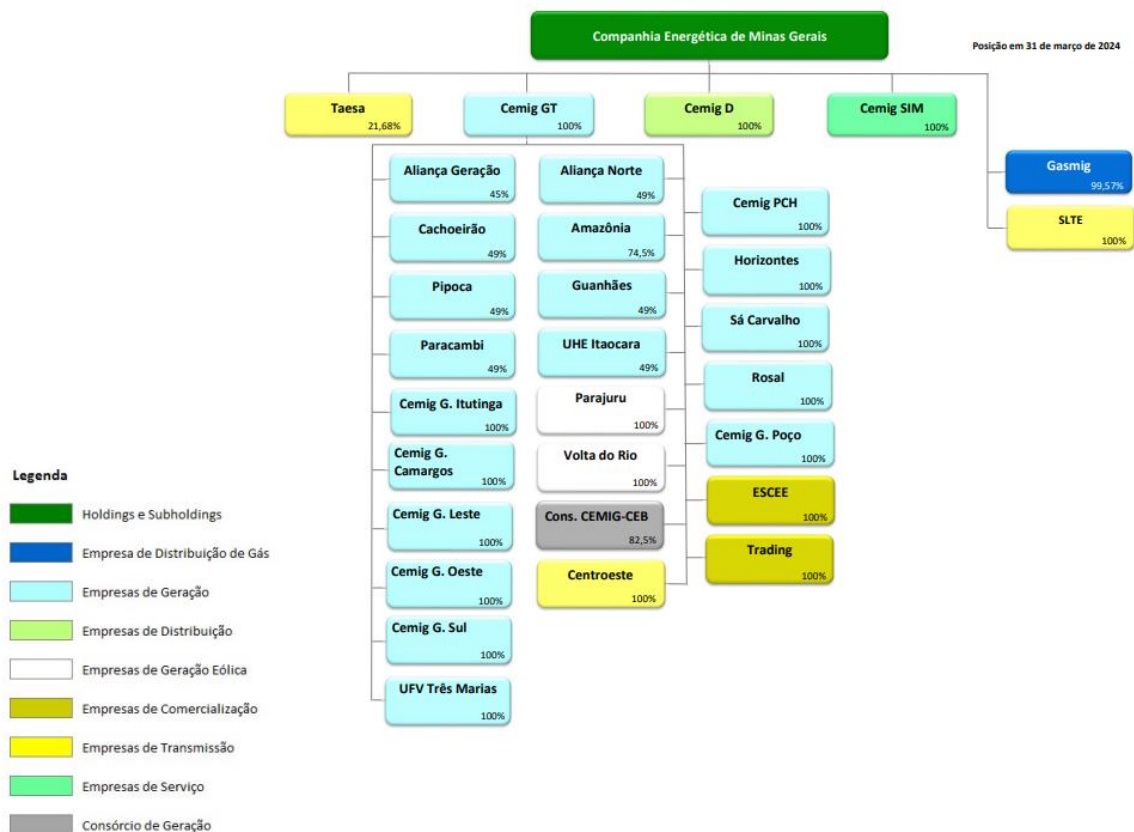 Companhia Energética de Minas Gerais
Posição em 31 de março de 2024
Taesa
21,68%
Cemig GT
100%
Cemig D
100%
Cemig SIM
100%
Gasmig
99,57%
SLTE
100%
Aliança Geração
45%
Cachoeirão
49%
Pipoca
49%
Paracambi
49%
Cemig G. Itutinga
100%
Cemig G.
Camargos
100%
Cemig G. Leste
100%
Cemig G. Oeste
100%
Cemig G. Sul
100%
UFV Três Marias
100%
Aliança Norte
49%
Amazônia
74,5%
Guanhães
49%
UHE Itaocara
49%
Parajuru
100%
Volta do Rio
100%
Cons. CEMIG-CEB
82,5%
Centroeste
100%
Cemig PCH
100%
Horizontes
100%
Sá Carvalho
100%
Rosal
100%
Cemig G. Poço
100%
ESCEE
100%
Trading
100%
Legenda
Holdings e Subholdings
Empresa de Distribuição de Gás
Empresas de Geração
Empresas de Distribuição
Empresas de Geração Eólica
Empresas de Comercialização
Empresas de Transmissão
Empresas de Serviço
Consórcio de Geração